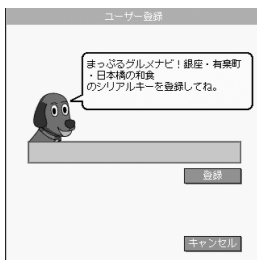 ユーザー登録
まっぷるグルメナビ！銀座・有楽町
・日本橋の和食
のシリアルキーを登録してね。
登録
キャンセル